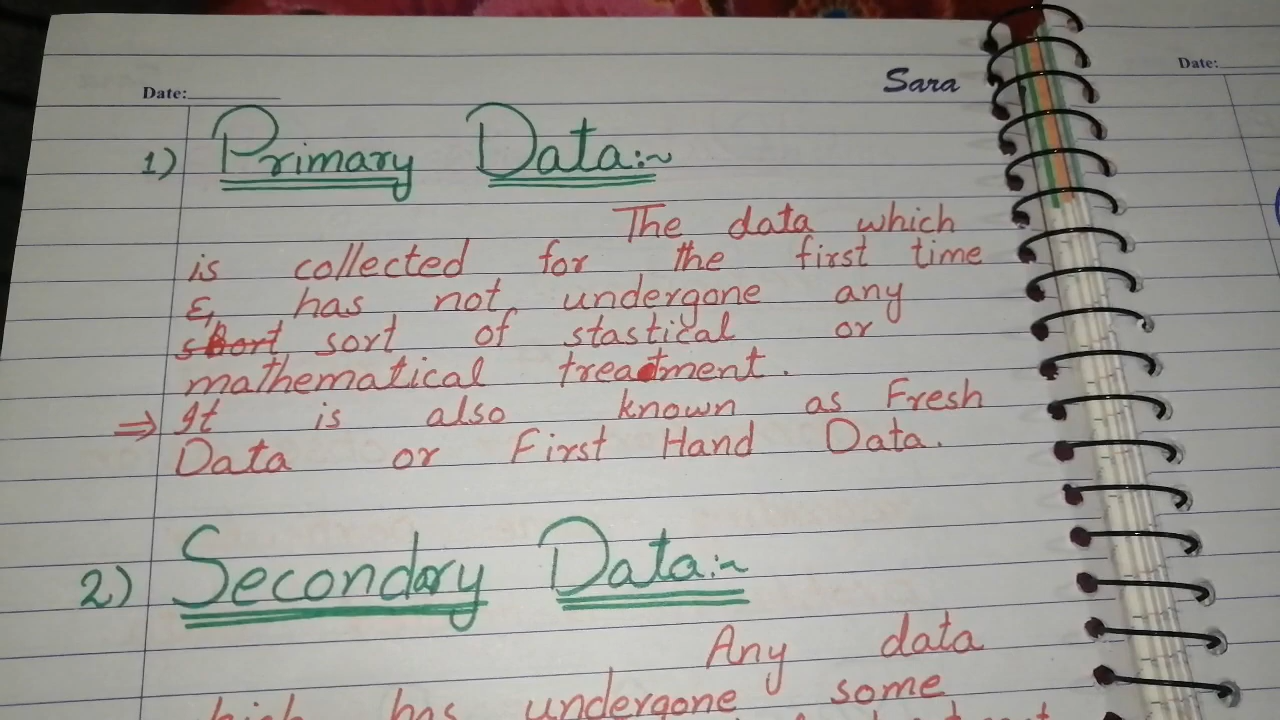 Date:
Sara
Date:
1) Primary Data:~
The data which
is collected for the first time
& has not undergone any
short sort of stastical or
mathematical treatment.
⇒ It is also known as Fresh
Data or First Hand Data.
2) Secondary Data:~
Any data
which has undergone some